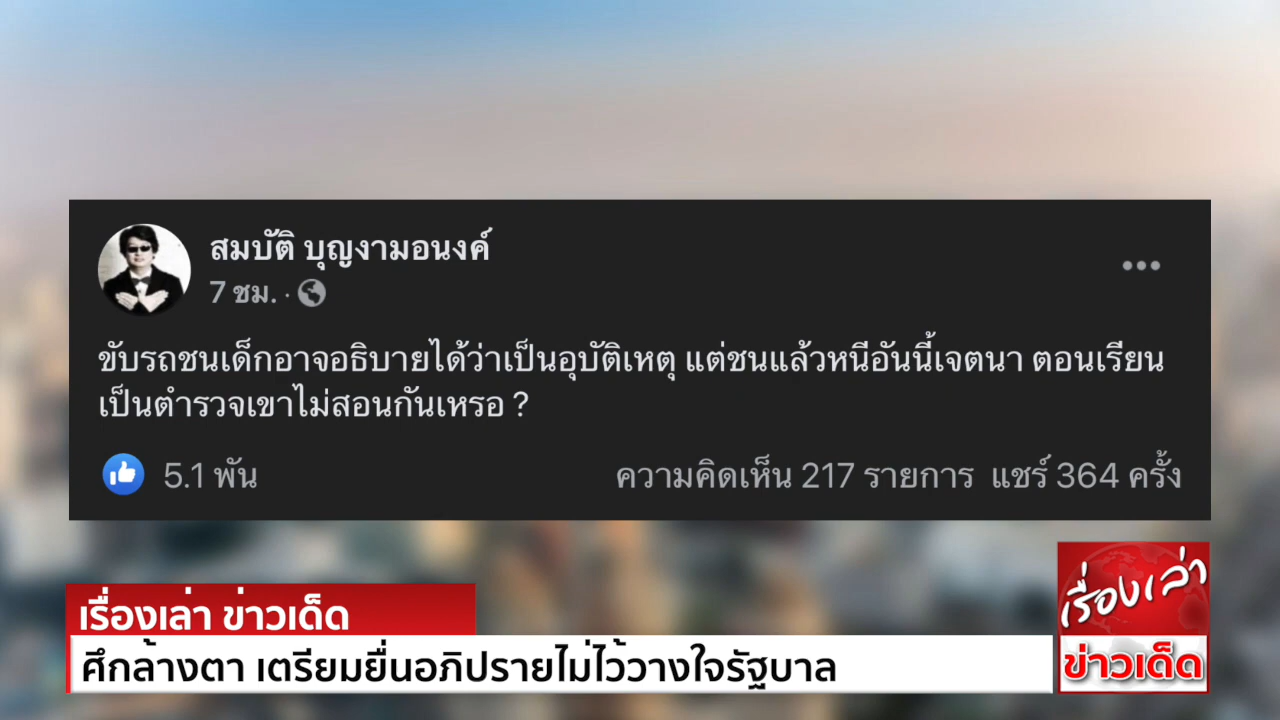 สมบัติ บุญงามอนงค์
7 ชม. ·
ขับรถชนเด็กอาจอธิบายได้ว่าเป็นอุบัติเหตุ แต่ชนแล้วหนีอันนี้เจตนา ตอนเรียน
เป็นตำรวจเขาไม่สอนกันเหรอ ?
5.1 พัน ความคิดเห็น 217 รายการ แชร์ 364 ครั้ง
เรื่องเล่า ข่าวเด็ด
ศึกล้างตา เตรียมยื่นอภิปรายไม่ไว้วางใจรัฐบาล
เรื่องเล่า
ข่าวเด็ด